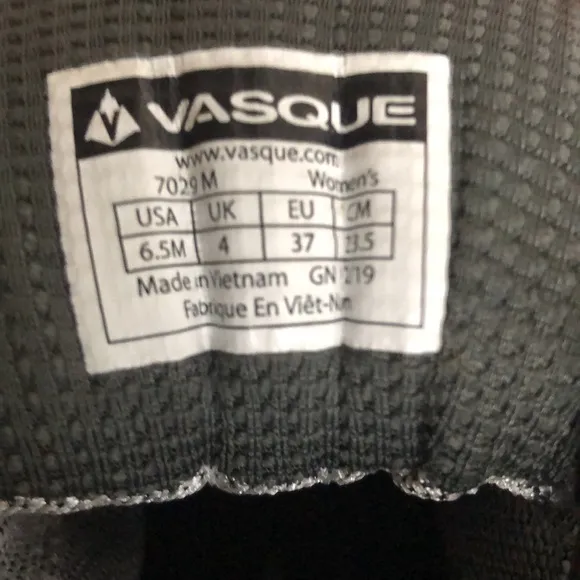 VASQUE
www.vasque.com
7029 M Women's
USA UK EU CM
6.5M 4 37 23.5
Made in Vietnam GN 1219
Fabrique En Viêt-Nam